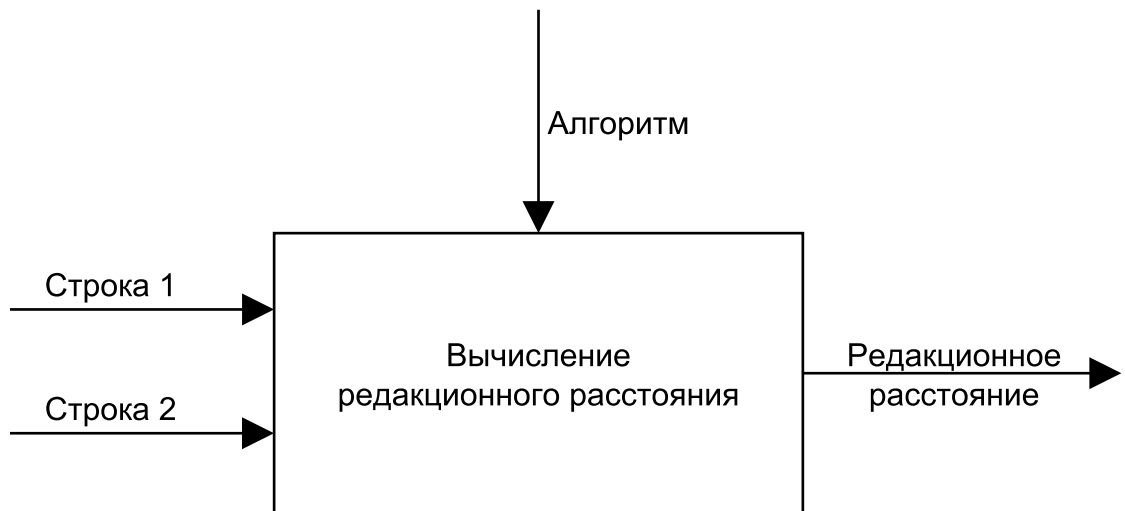 Алгоритм
Строка 1
Строка 2
Вычисление
редакционного расстояния
Редакционное
расстояние